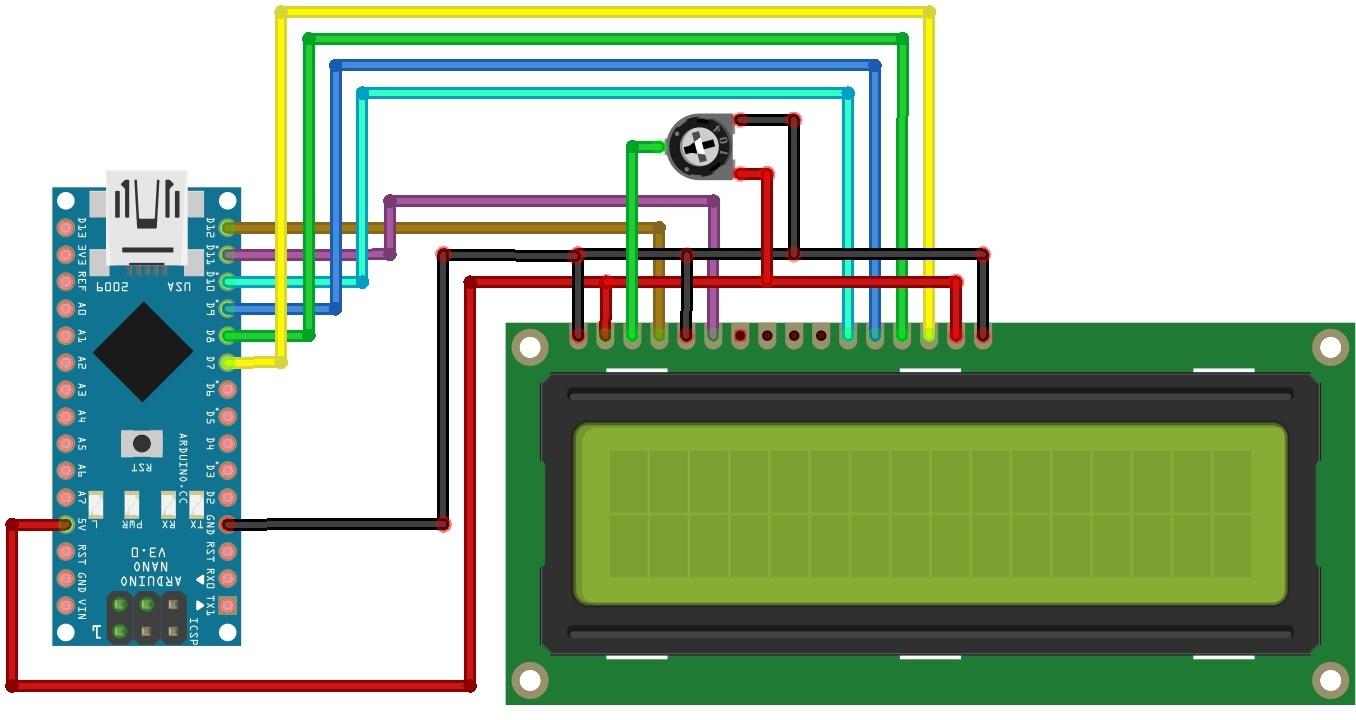 D13
3V3
REF
A0
A1
A2
A3
A4
A5
A6
A7
5V
RST
GND
VIN
USA 2009
RST
ARDUINO.CC
TX RX PWR L
ARDUINO
NANO
V3.0
D12
D11
D10
D9
D8
D7
D6
D5
D4
D3
D2
GND
RST
RX0
TX1
ICSP
1
104